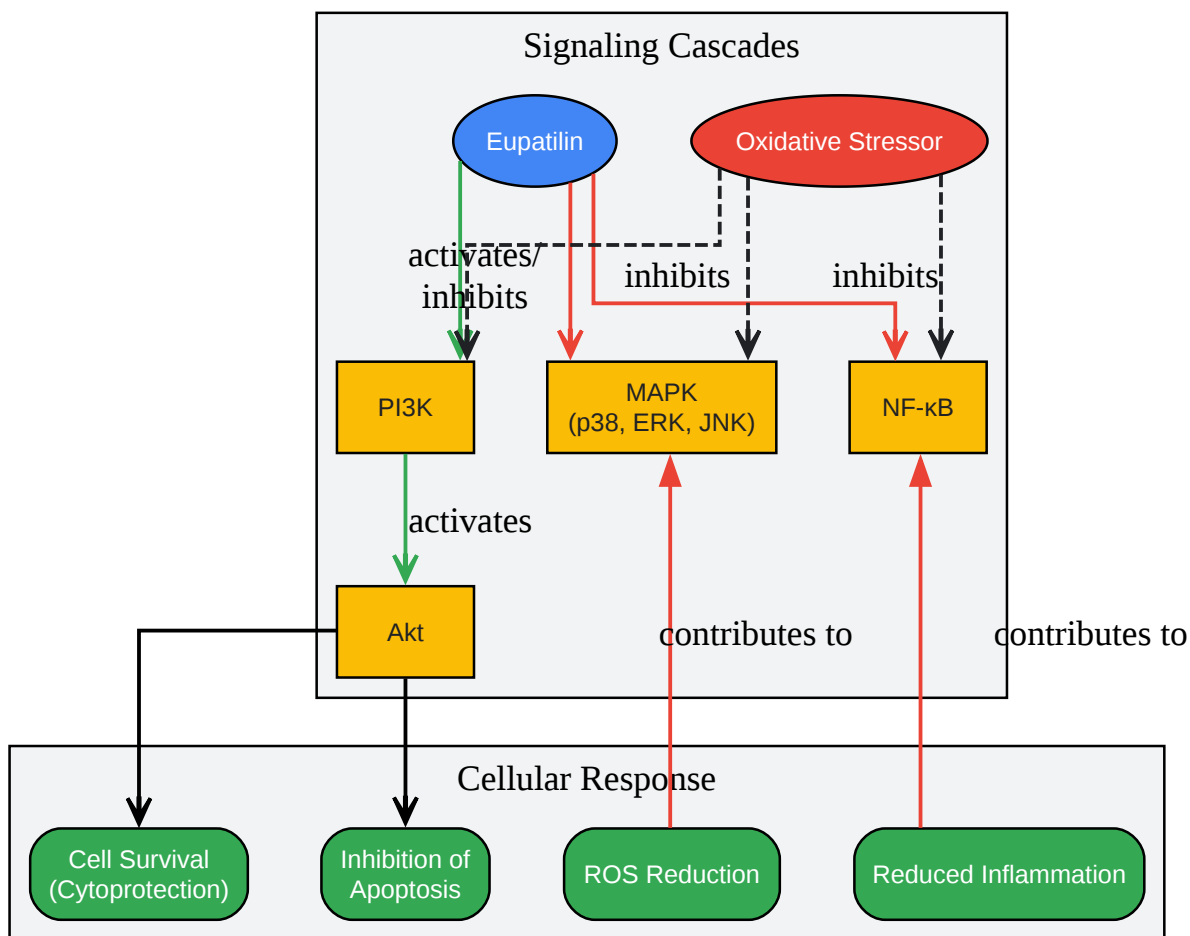 Signaling Cascades
Eupatilin
Oxidative Stressor
activates/
inhibits
inhibits
inhibits
PI3K
MAPK
(p38, ERK, JNK)
NF-κB
activates
Akt
contributes to
contributes to
Cellular Response
Cell Survival
(Cytoprotection)
Inhibition of
Apoptosis
ROS Reduction
Reduced Inflammation